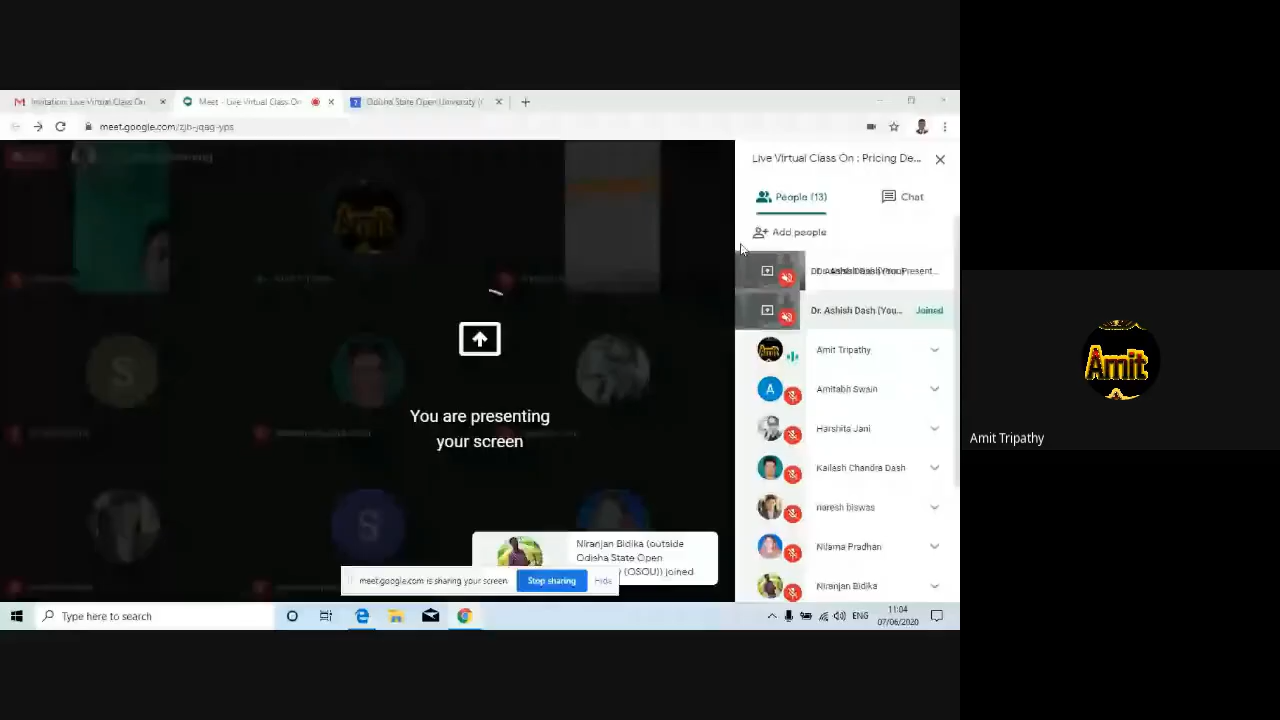 Invitation: Live Virtual Class On
Meet - Live Virtual Class On
Odisha State Open University (
meet.google.com/zjb-jqag-yps
Live Virtual Class On : Pricing De...
People (13)
Chat
Add people
Dr. Ashish Dash (You...
Joined
Amit Tripathy
Amitabh Swain
Harshita Jani
Kailash Chandra Dash
naresh biswas
Nilama Pradhan
Niranjan Bidika
Amit
S
You are presenting
your screen
S
Niranjan Bidika (outside
Odisha State Open
(OSOU)) joined
meet.google.com is sharing your screen.
Stop sharing
Hide
Type here to search
ENG
11:04
07/06/2020
A
Amit
Amit Tripathy